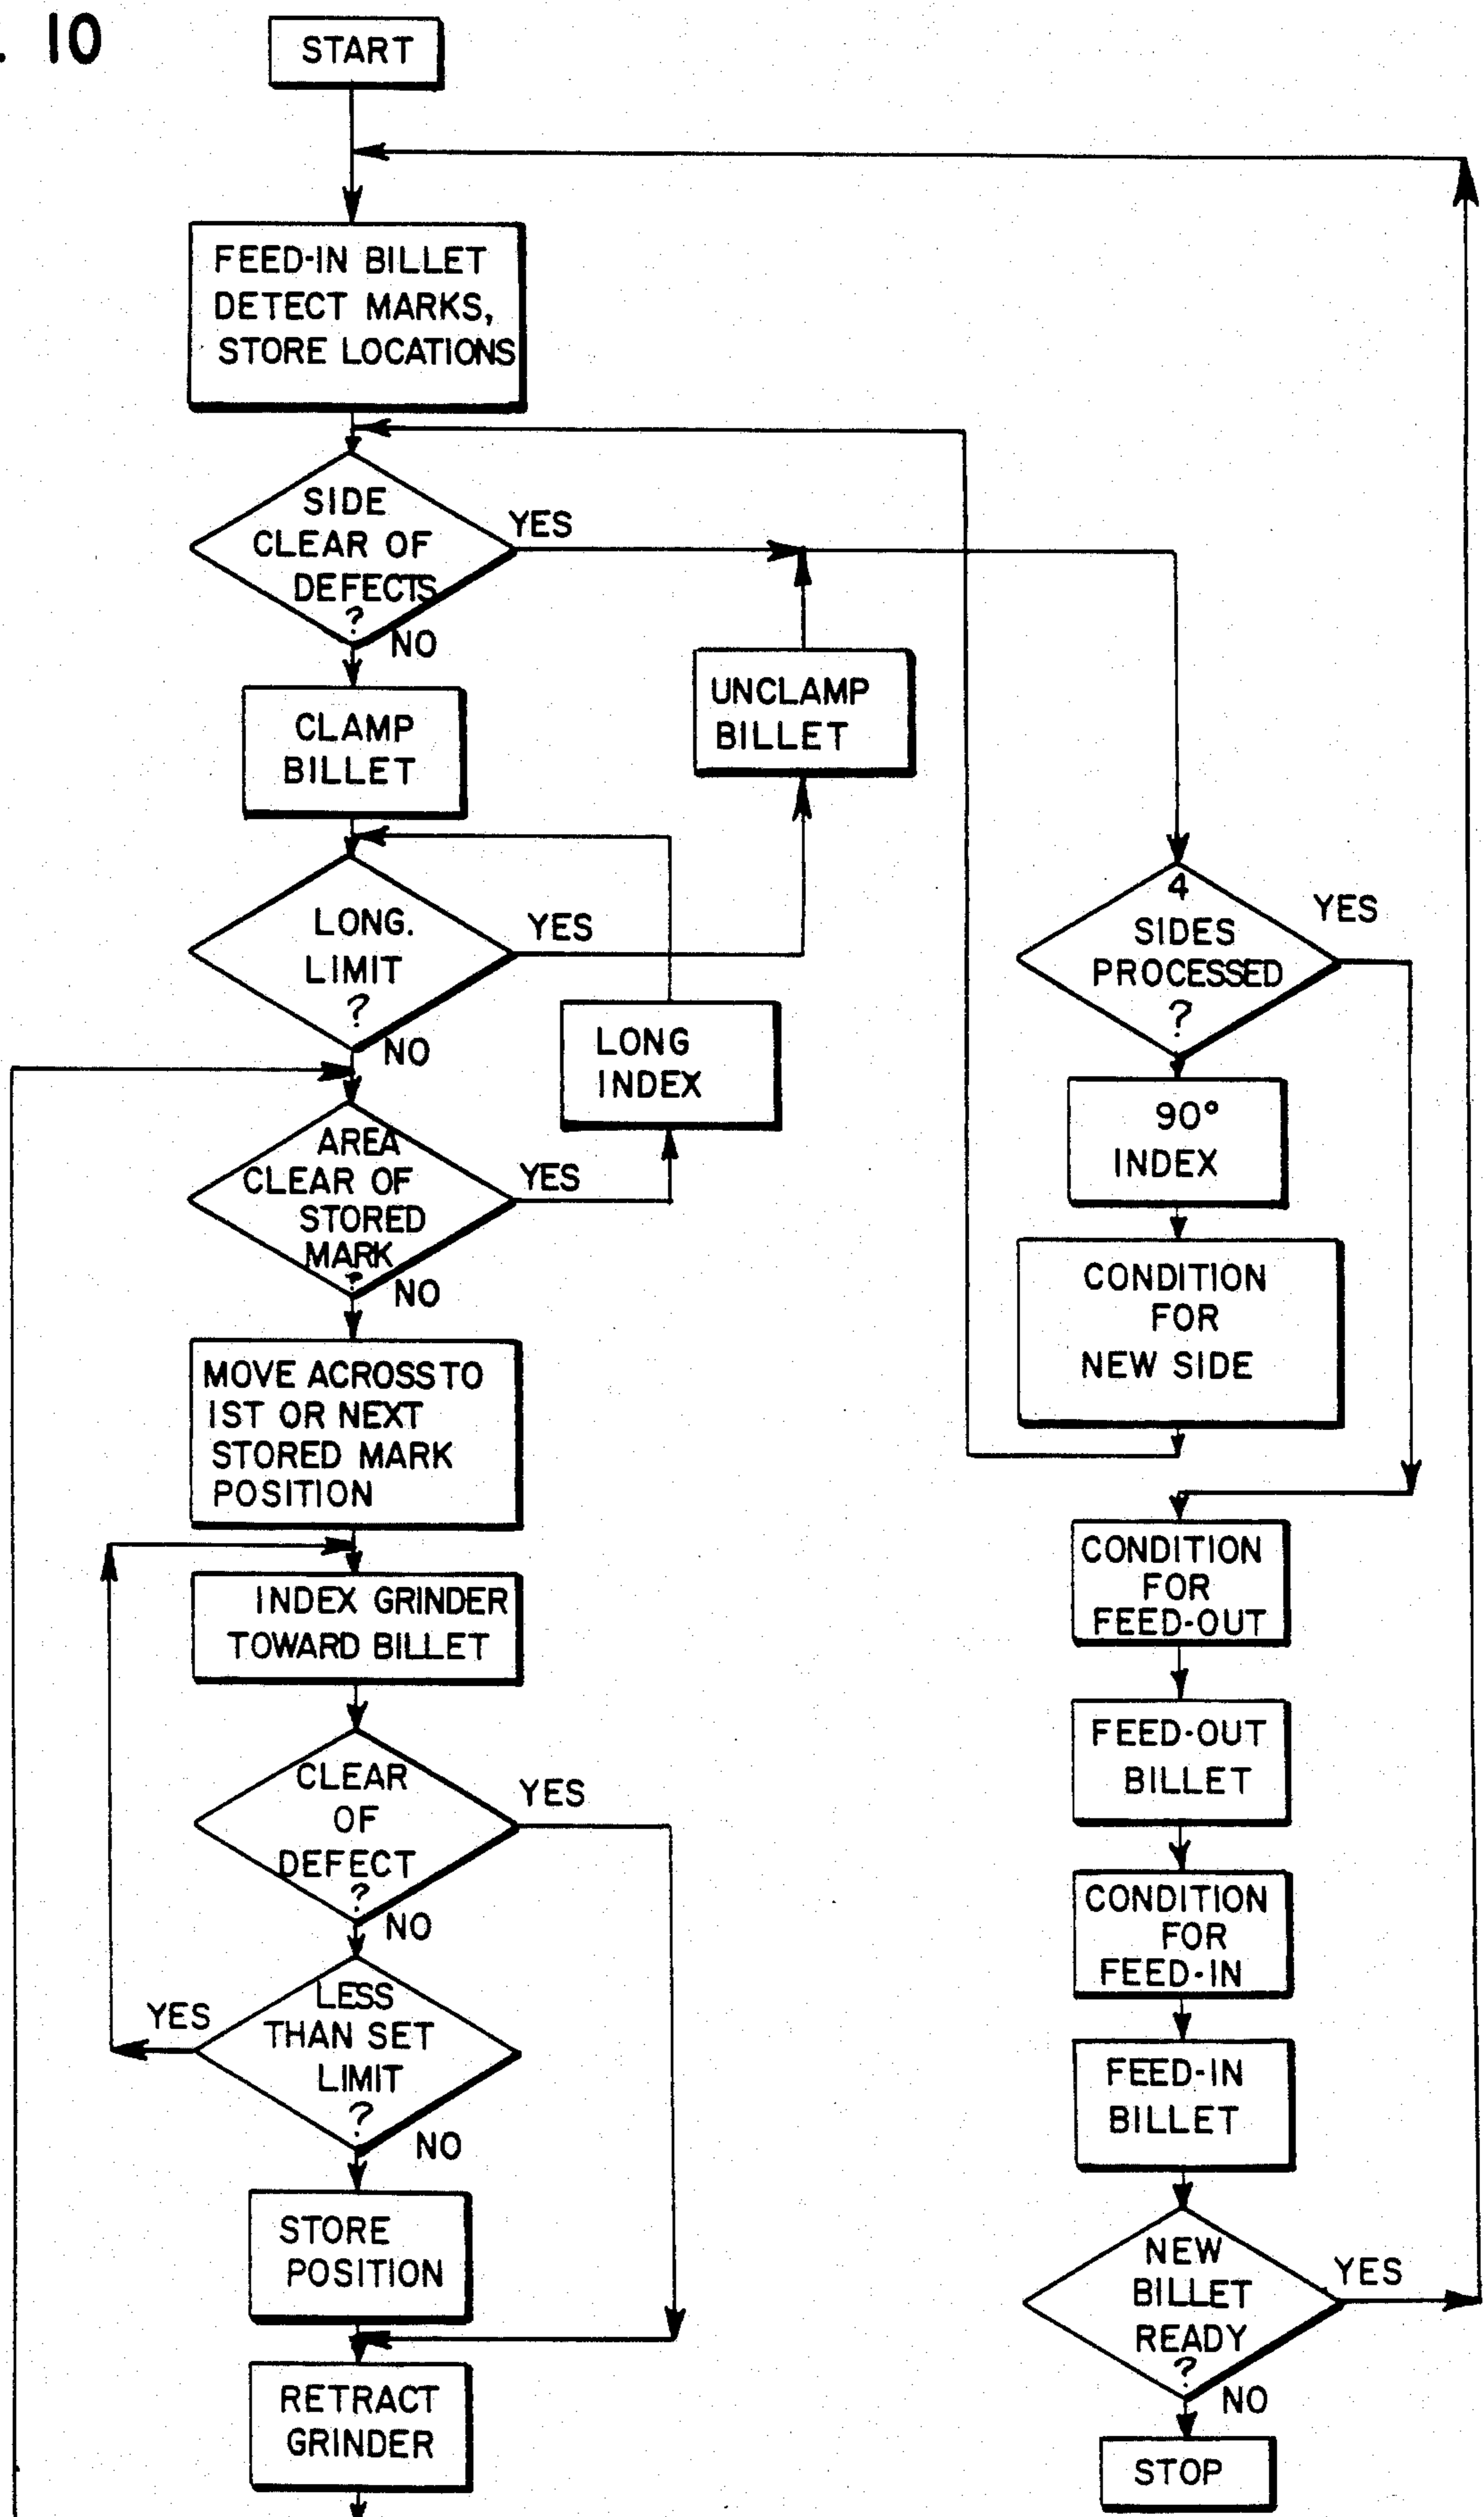 . 10
START
FEED-IN BILLET
DETECT MARKS,
STORE LOCATIONS
SIDE
CLEAR OF
DEFECTS
?
YES
NO
CLAMP
BILLET
UNCLAMP
BILLET
LONG.
LIMIT
?
YES
NO
LONG
INDEX
AREA
CLEAR OF
STORED
MARK
?
YES
NO
MOVE ACROSS TO
1ST OR NEXT
STORED MARK
POSITION
INDEX GRINDER
TOWARD BILLET
CLEAR
OF
DEFECT
?
YES
NO
LESS
THAN SET
LIMIT
?
YES
NO
STORE
POSITION
RETRACT
GRINDER
4
SIDES
PROCESSED
?
YES
90°
INDEX
CONDITION
FOR
NEW SIDE
CONDITION
FOR
FEED-OUT
FEED-OUT
BILLET
CONDITION
FOR
FEED-IN
FEED-IN
BILLET
NEW
BILLET
READY
?
YES
NO
STOP